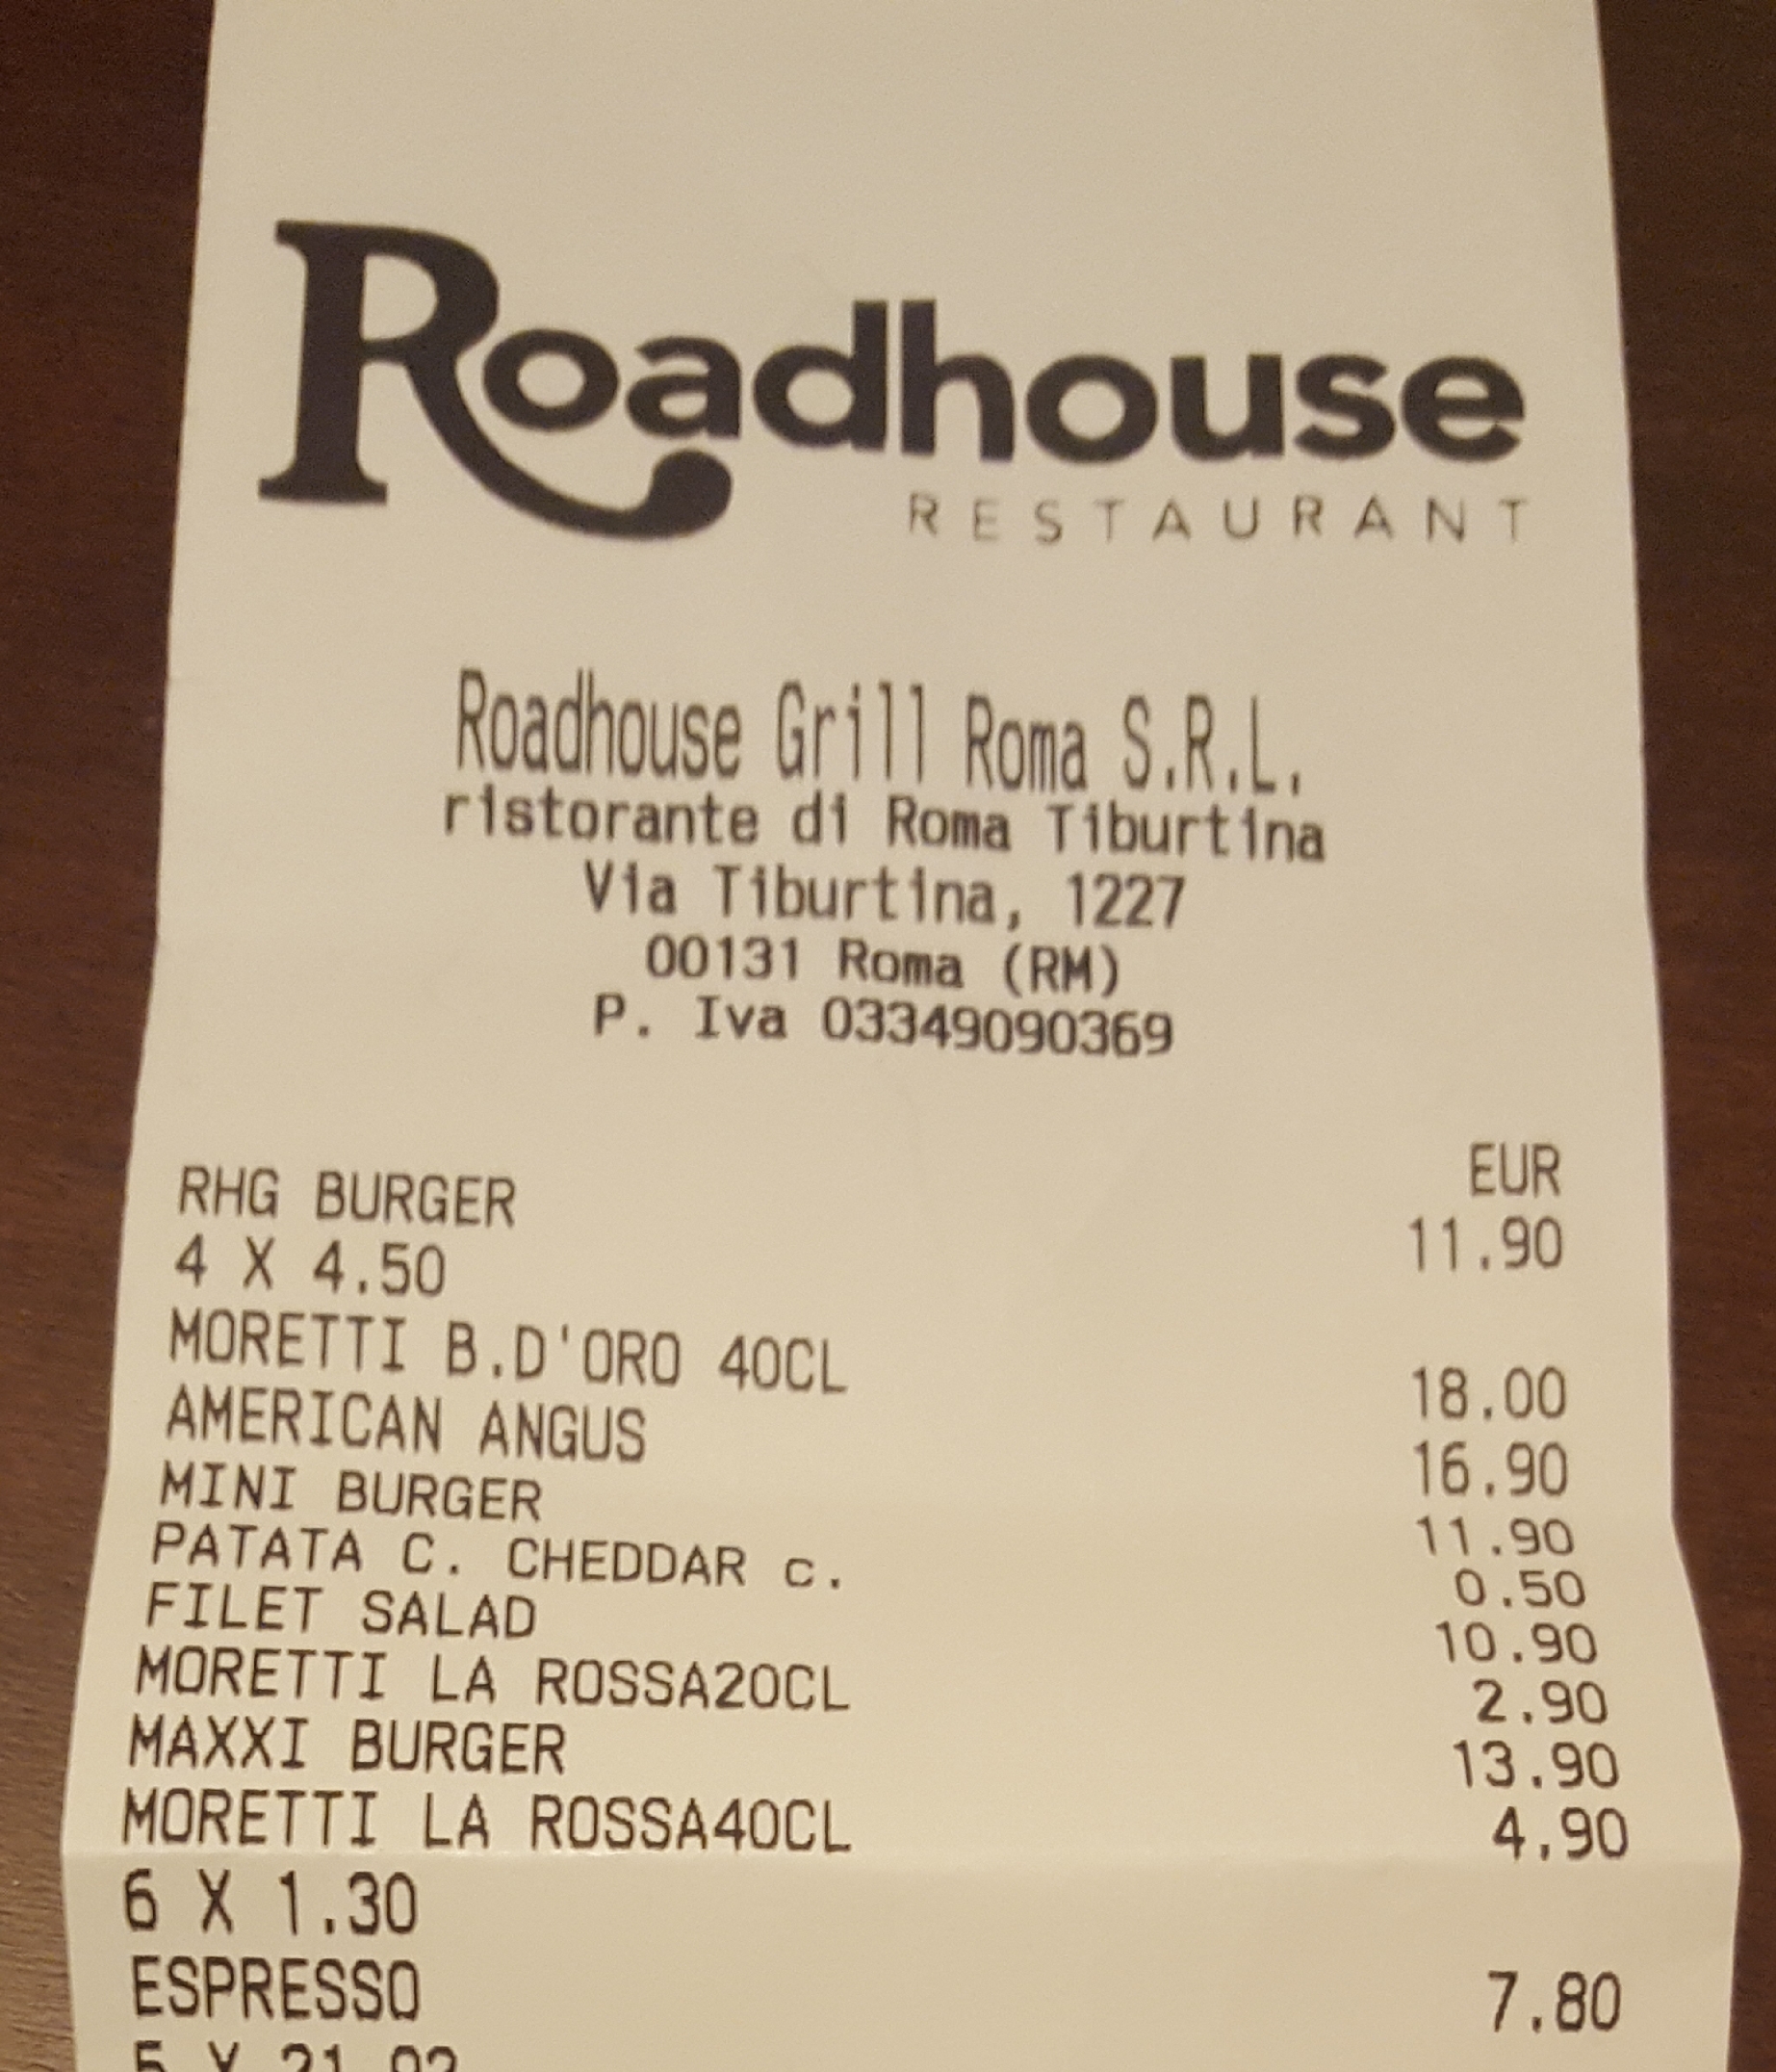 Roadhouse
RESTAURANT
Roadhouse Grill Roma S.R.L.
ristorante di Roma Tiburtina
Via Tiburtina, 1227
00131 Roma (RM)
P. Iva 03349090369
EUR
RHG BURGER 11.90
4 X 4.50
MORETTI B.D'ORO 40CL 18.00
AMERICAN ANGUS 16.90
MINI BURGER 11.90
PATATA C. CHEDDAR c. 0.50
FILET SALAD 10.90
MORETTI LA ROSSA20CL 2.90
MAXXI BURGER 13.90
MORETTI LA ROSSA40CL 4.90
6 X 1.30
ESPRESSO 7.80